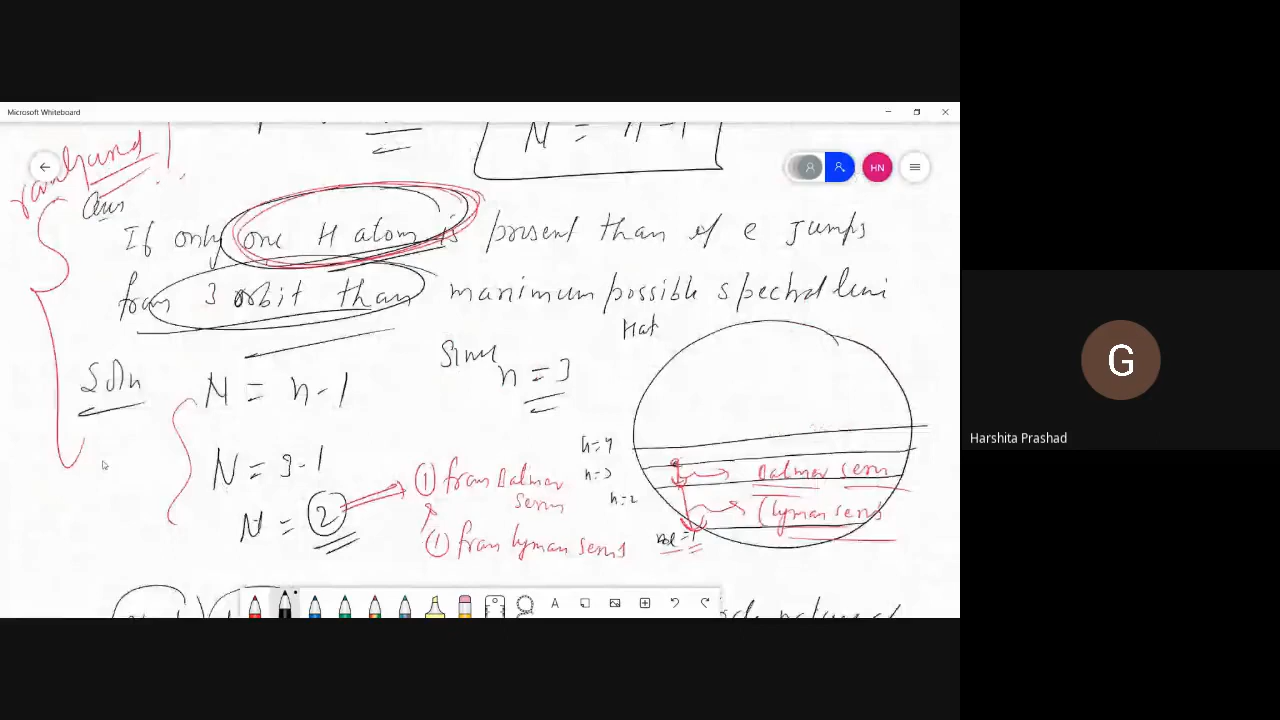 Microsoft Whiteboard
N = n-1
HN
Ans
If only one H atom is present than if e Jumps
from 3 orbit than maximum possible spectral line
Hat
Soln
N = n-1
Since n = 3
n=4
N = 3-1
n=3
Balmer series
n=2
(1) from Balmer series
N = 2
Lyman series
(1) from lyman series
G
Harshita Prashad